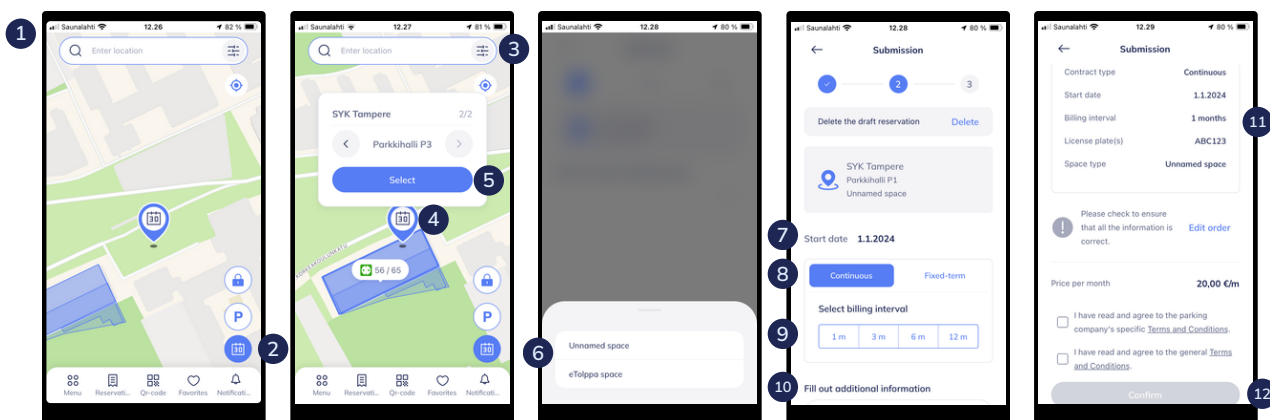 1
Saunalahti 12.26 82 %
Enter location
30
P
30
2
Menu Reservati... Qr-code Favorites Notificati...
Saunalahti 12.27 81 %
Enter location
3
SYK Tampere 2/2
Parkkihalli P3
Select
5
30
4
KORKEAKOULUNKATU
56 / 65
P
30
Menu Reservati... Qr-code Favorites Notificati...
Saunalahti 12.28 80 %
6
Unnamed space
eTolppa space
Saunalahti 12.28 80 %
Submission
2 3
Delete the draft reservation Delete
SYK Tampere
Parkkihalli P1
Unnamed space
7
Start date 1.1.2024
8
Continuous Fixed-term
Select billing interval
9
1 m 3 m 6 m 12 m
10
Fill out additional information
Saunalahti 12.29 80 %
Submission
Contract type Continuous
Start date 1.1.2024
Billing interval 1 months
11
License plate(s) ABC123
Space type Unnamed space
Please check to ensure
that all the information is
correct.
Edit order
Price per month 20,00 €/m
I have read and agree to the parking
company's specific Terms and Conditions.
I have read and agree to the general Terms
and Conditions.
Confirm
12